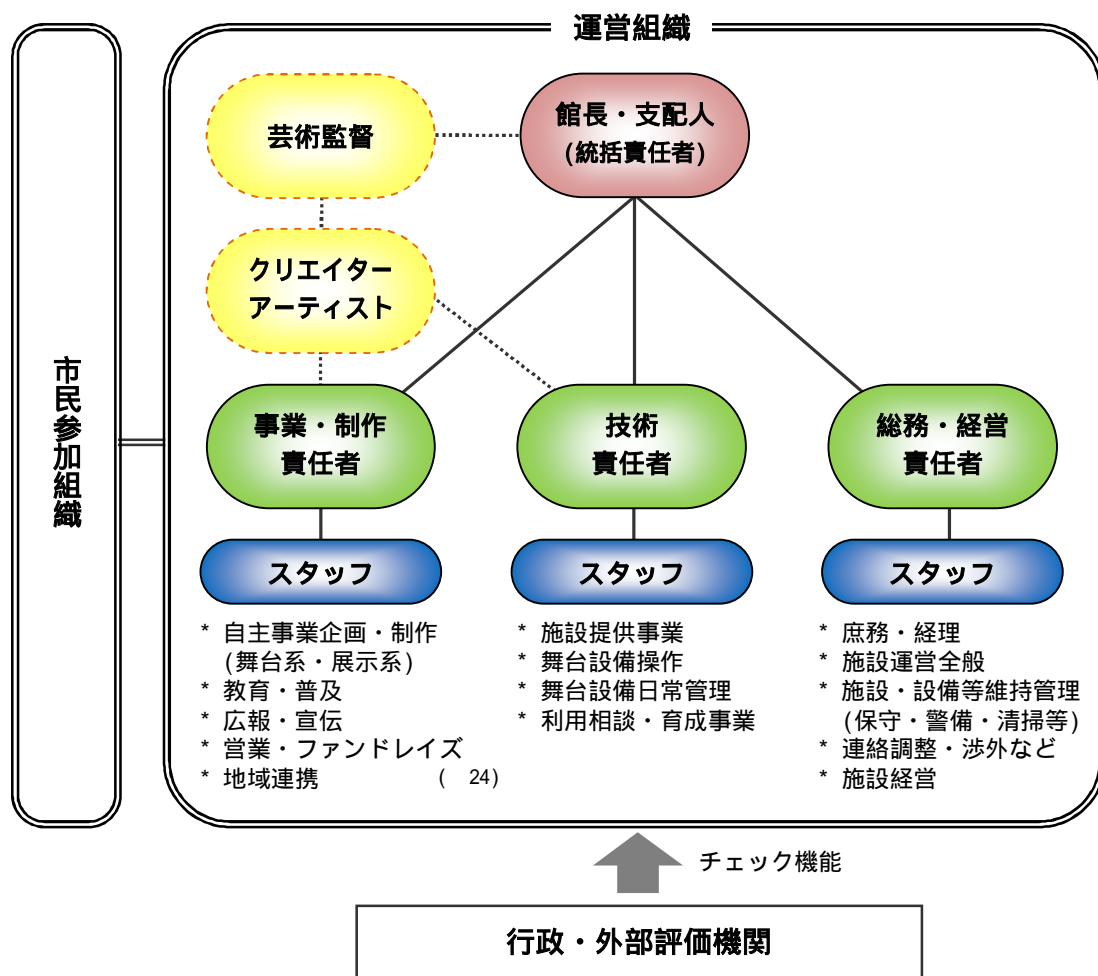 運営組織
市民参加組織
芸術監督
館長・支配人
(統括責任者)
クリエイター
アーティスト
事業・制作
責任者
技術
責任者
総務・経営
責任者
スタッフ
スタッフ
スタッフ
* 自主事業企画・制作
(舞台系・展示系)
* 教育・普及
* 広報・宣伝
* 営業・ファンドレイズ
* 地域連携 ( 24)
* 施設提供事業
* 舞台設備操作
* 舞台設備日常管理
* 利用相談・育成事業
* 庶務・経理
* 施設運営全般
* 施設・設備等維持管理
(保守・警備・清掃等)
* 連絡調整・渉外など
* 施設経営
チェック機能
行政・外部評価機関